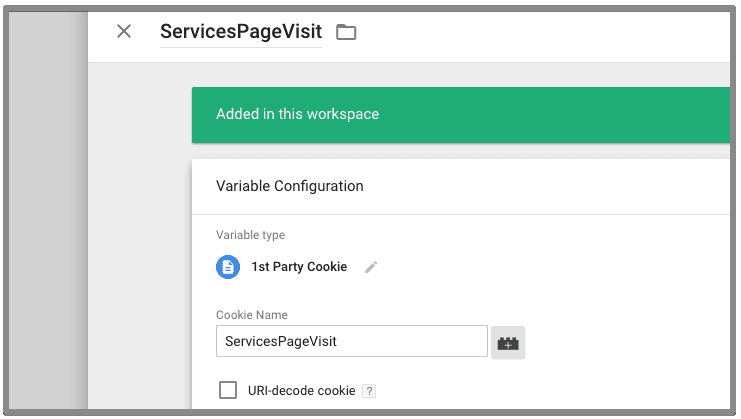 ServicesPageVisit
Added in this workspace
Variable Configuration
Variable type
1st Party Cookie
Cookie Name
ServicesPageVisit
URI-decode cookie ?